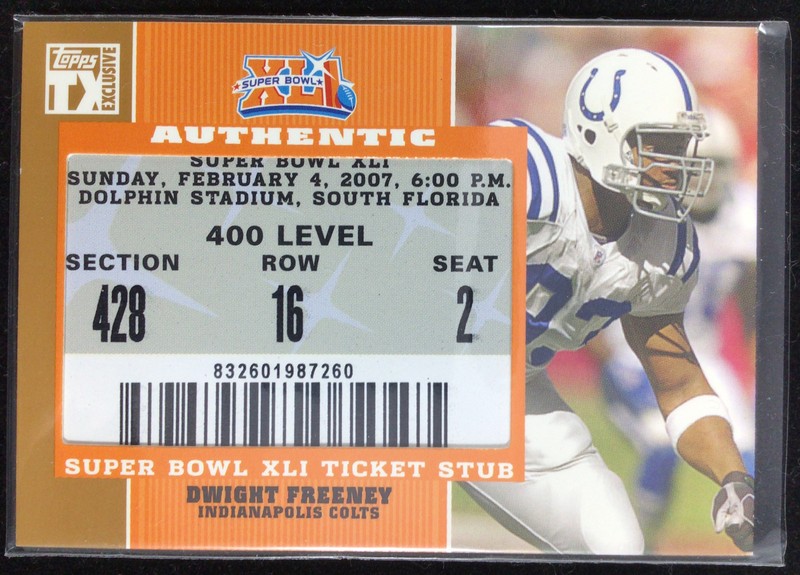 Topps
TX
EXCLUSIVE
XLI
SUPER BOWL
AUTHENTIC
SUPER BOWL XLI
SUNDAY, FEBRUARY 4, 2007, 6:00 P.M.
DOLPHIN STADIUM, SOUTH FLORIDA
400 LEVEL
SECTION ROW SEAT
428 16 2
832601987260
SUPER BOWL XLI TICKET STUB
DWIGHT FREENEY
INDIANAPOLIS COLTS
93